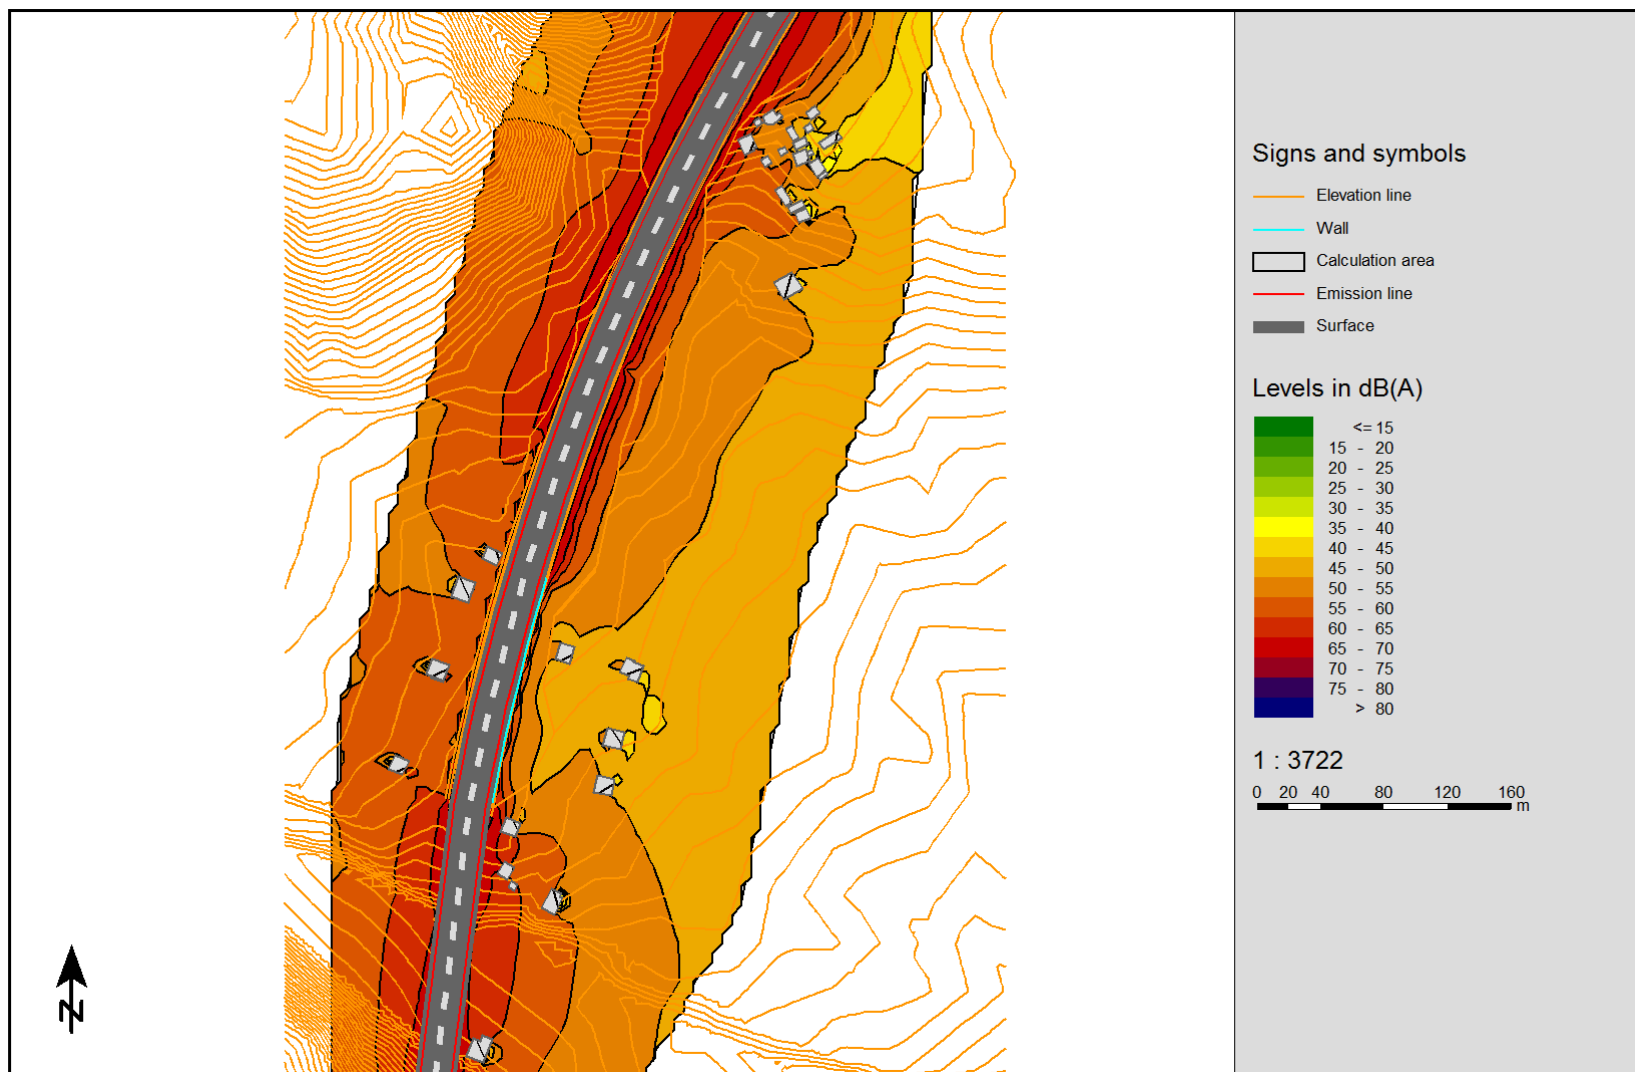 Signs and symbols
Elevation line
Wall
Calculation area
Emission line
Surface
Levels in dB(A)
<= 15
15 - 20
20 - 25
25 - 30
30 - 35
35 - 40
40 - 45
45 - 50
50 - 55
55 - 60
60 - 65
65 - 70
70 - 75
75 - 80
> 80
1 : 3722
0 20 40 80 120 160
m
N